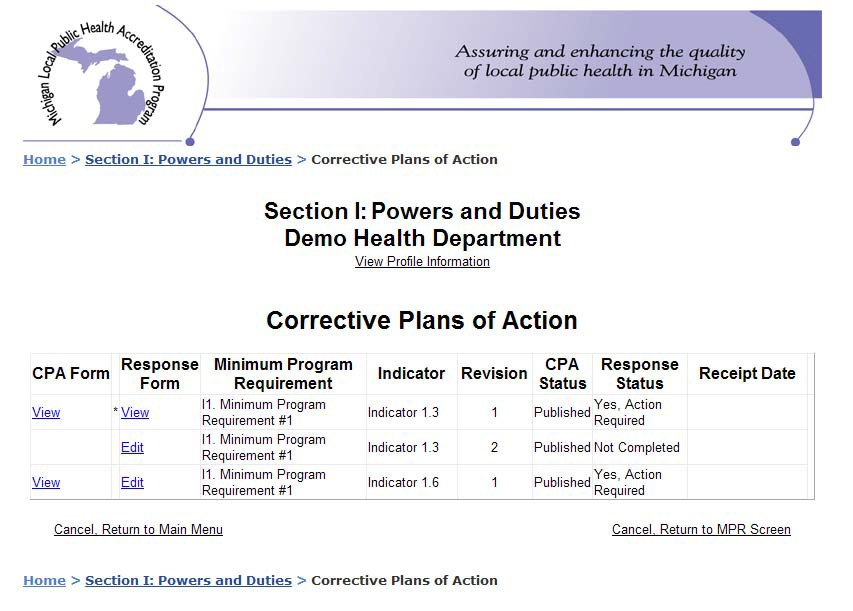 Michigan Local Public Health Accreditation Program
Assuring and enhancing the quality
of local public health in Michigan
Home > Section I: Powers and Duties > Corrective Plans of Action
Section I: Powers and Duties
Demo Health Department
View Profile Information
Corrective Plans of Action
CPA Form Response Form Minimum Program Requirement Indicator Revision CPA Status Response Status Receipt Date
View * View I1. Minimum Program Requirement #1 Indicator 1.3 1 Published Yes, Action Required
Edit I1. Minimum Program Requirement #1 Indicator 1.3 2 Published Not Completed
View Edit I1. Minimum Program Requirement #1 Indicator 1.6 1 Published Yes, Action Required
Cancel, Return to Main Menu Cancel, Return to MPR Screen
Home > Section I: Powers and Duties > Corrective Plans of Action